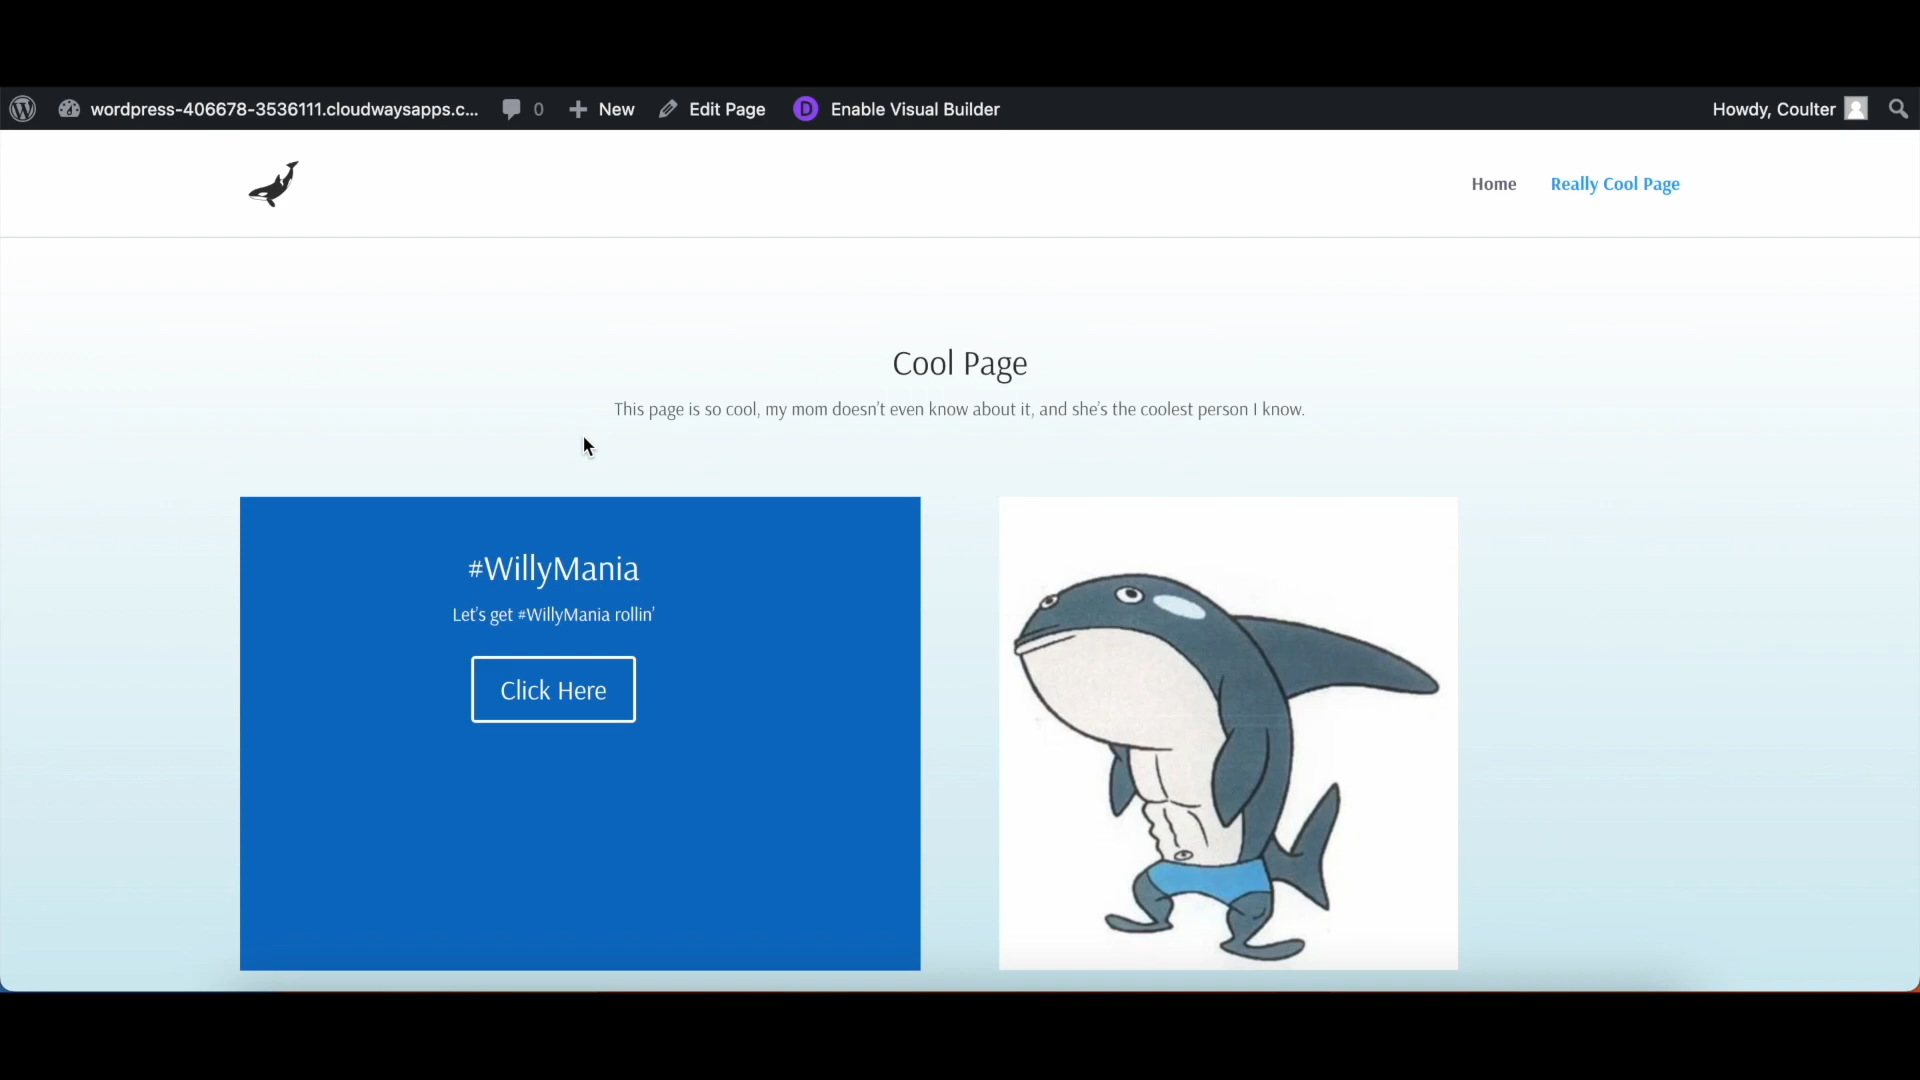 wordpress-406678-3536111.cloudwaysapps.c... 0 New Edit Page D Enable Visual Builder Howdy, Coulter
Home Really Cool Page
Cool Page
This page is so cool, my mom doesn't even know about it, and she's the coolest person I know.
#WillyMania
Let's get #WillyMania rollin'
Click Here